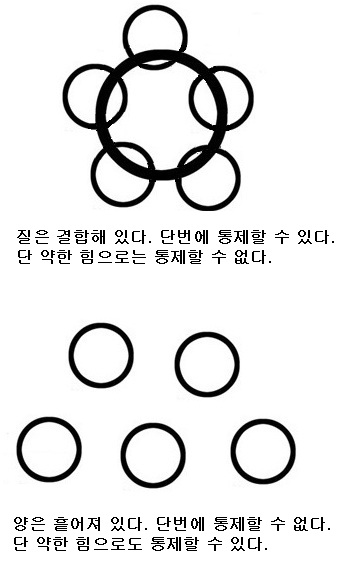 질은 결합해 있다. 단번에 통제할 수 있다.
단 약한 힘으로는 통제할 수 없다.
양은 흩어져 있다. 단번에 통제할 수 없다.
단 약한 힘으로도 통제할 수 있다.